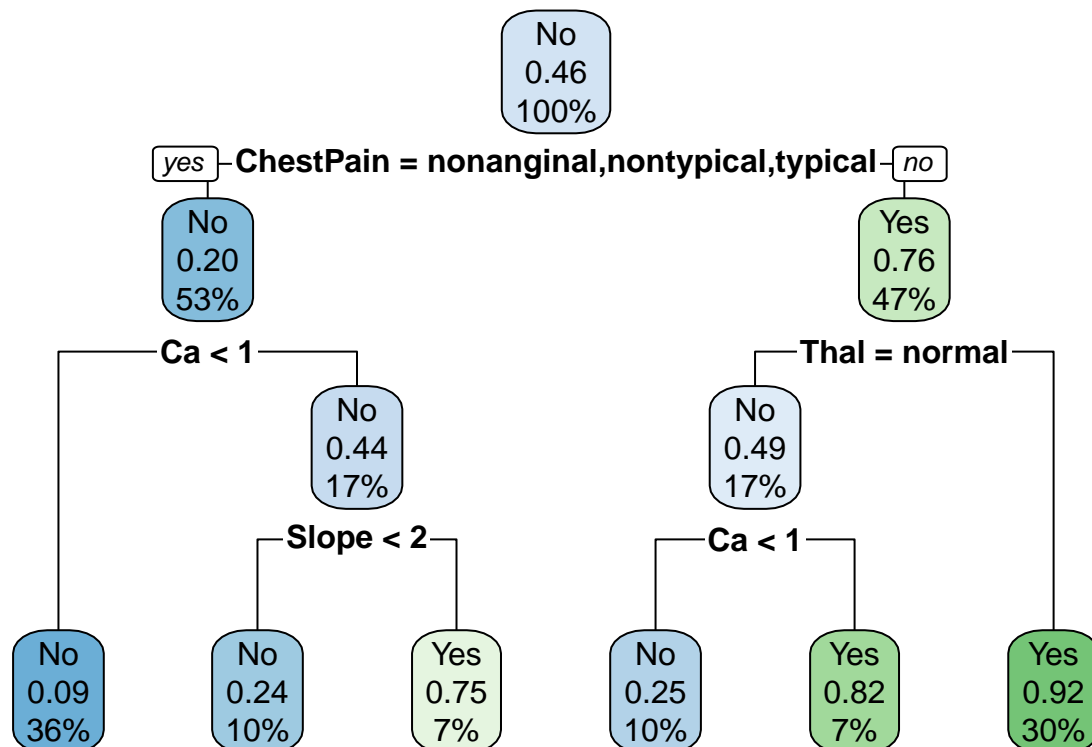 No
0.46
100%
yes ChestPain = nonanginal,nontypical,typical no
No
0.20
53%
Yes
0.76
47%
Ca < 1
Thal = normal
No
0.44
17%
No
0.49
17%
Slope < 2
Ca < 1
No
0.09
36%
No
0.24
10%
Yes
0.75
7%
No
0.25
10%
Yes
0.82
7%
Yes
0.92
30%